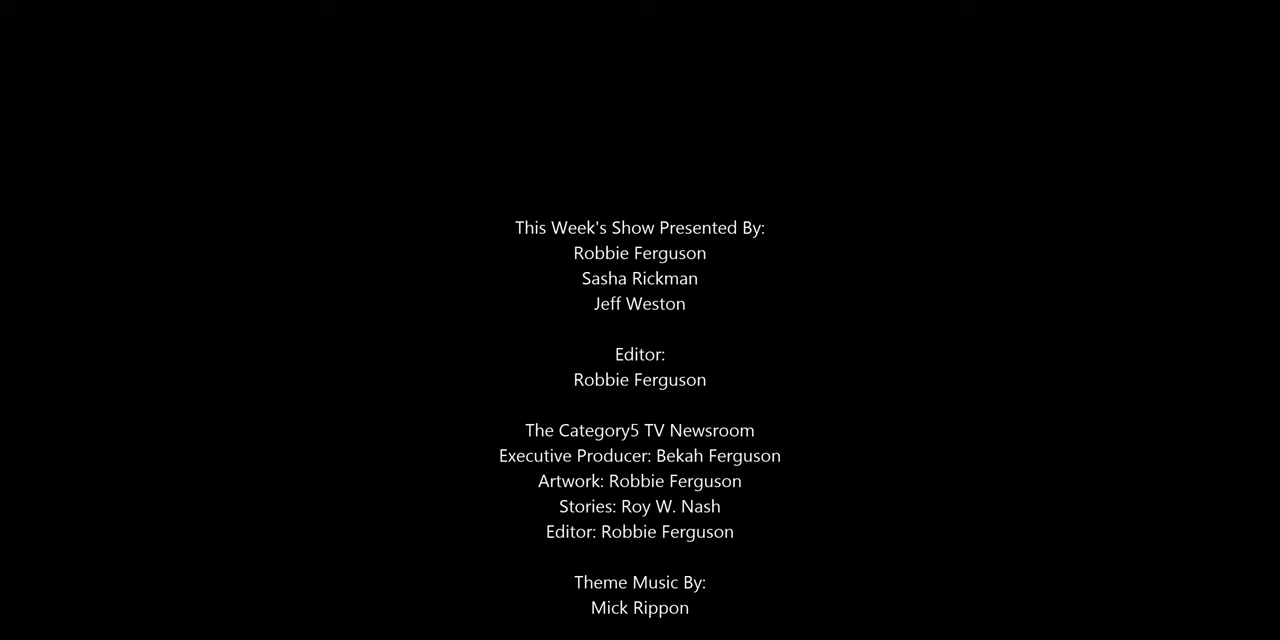 This Week's Show Presented By:
Robbie Ferguson
Sasha Rickman
Jeff Weston
Editor:
Robbie Ferguson
The Category5 TV Newsroom
Executive Producer: Bekah Ferguson
Artwork: Robbie Ferguson
Stories: Roy W. Nash
Editor: Robbie Ferguson
Theme Music By:
Mick Rippon